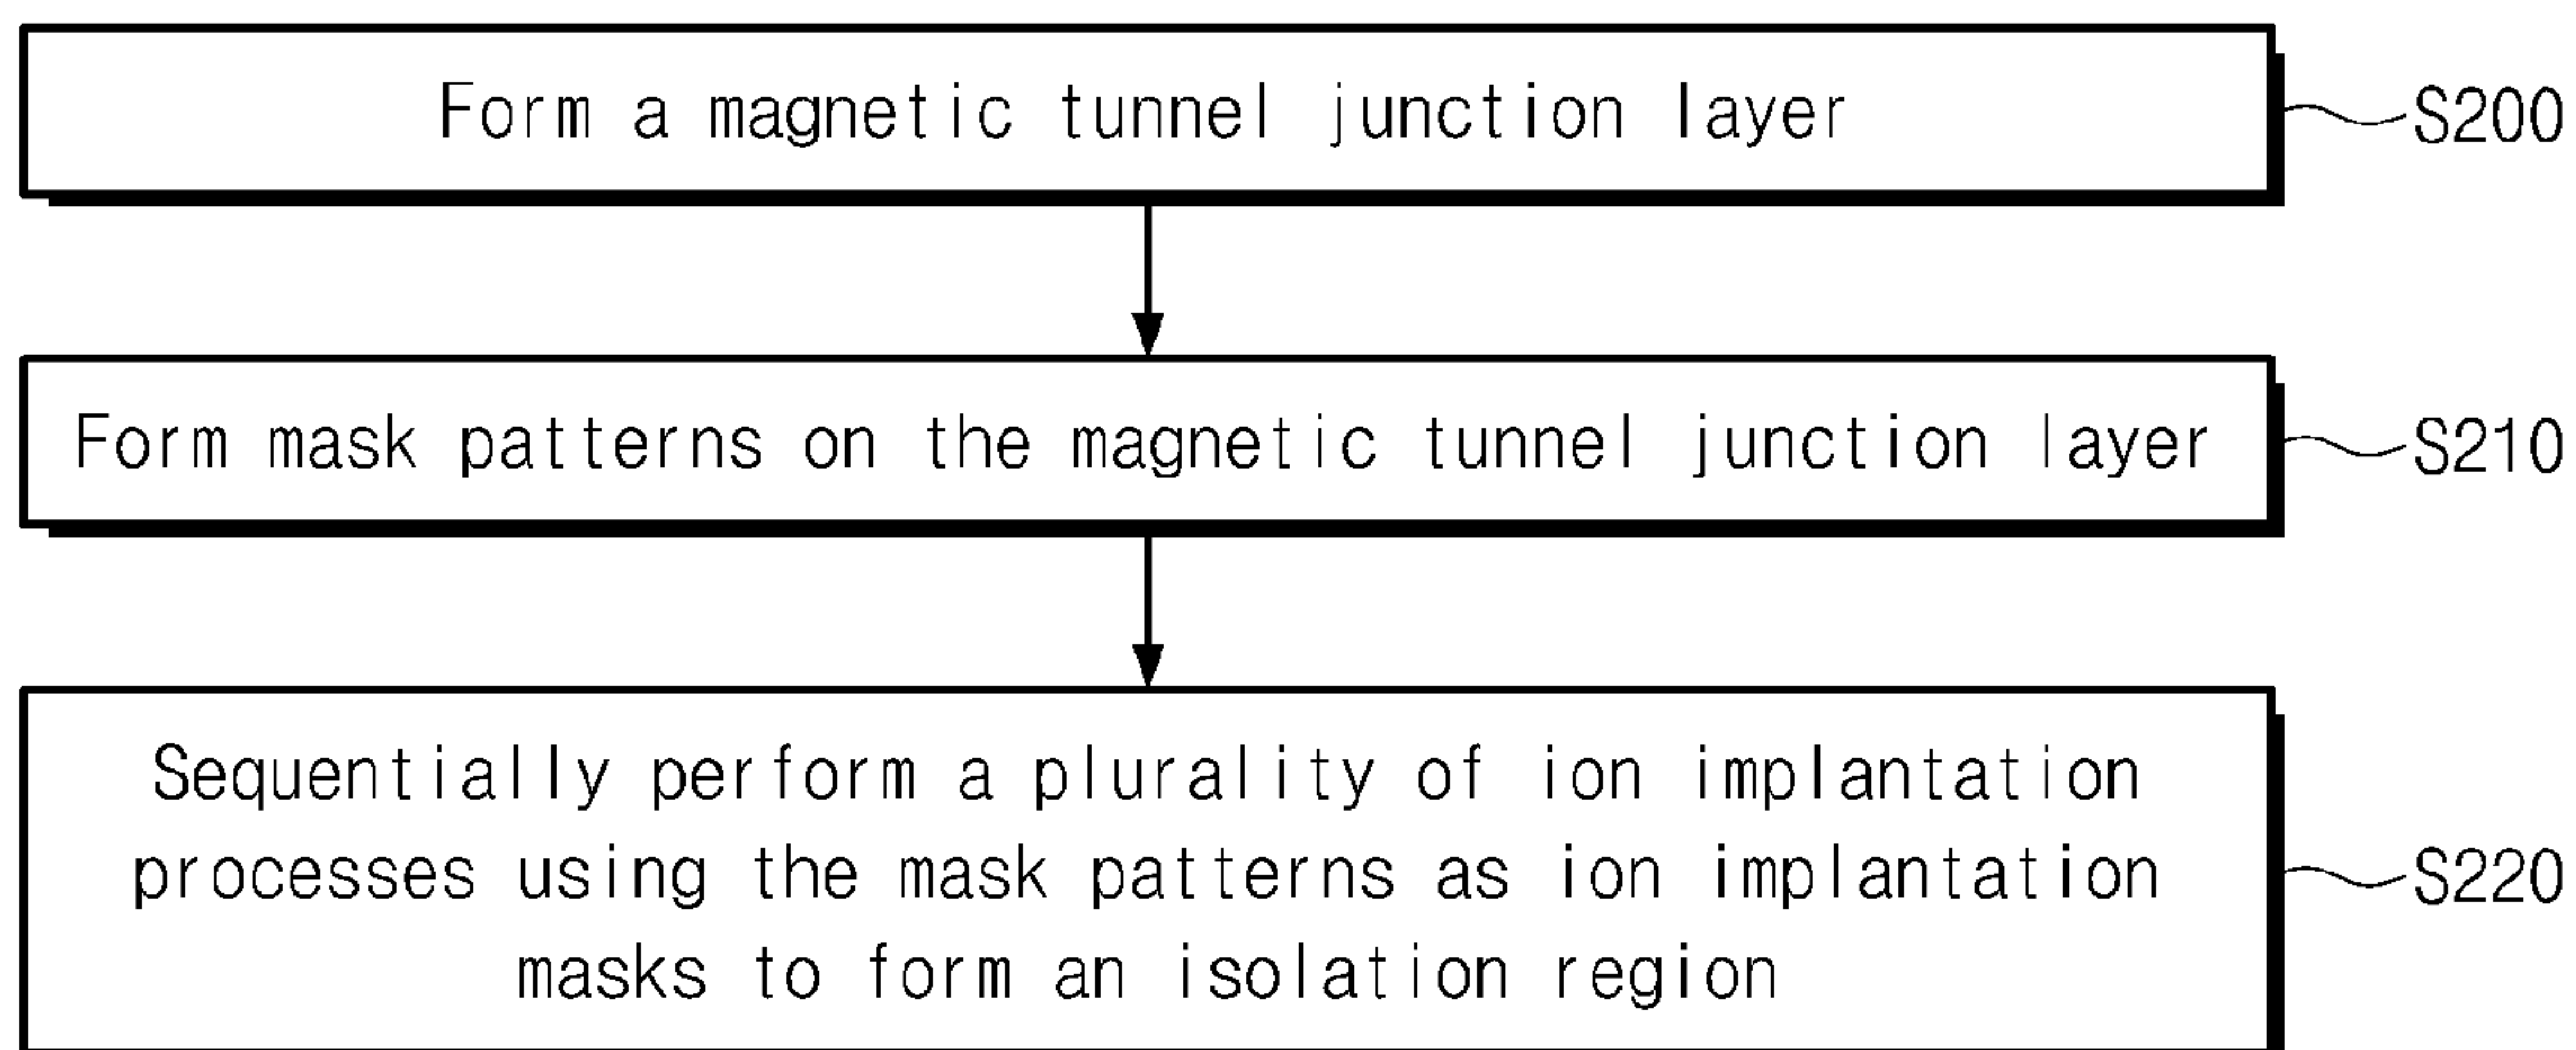 Form a magnetic tunnel junction layer
S200
Form mask patterns on the magnetic tunnel junction layer
S210
Sequentially perform a plurality of ion implantation
processes using the mask patterns as ion implantation
masks to form an isolation region
S220